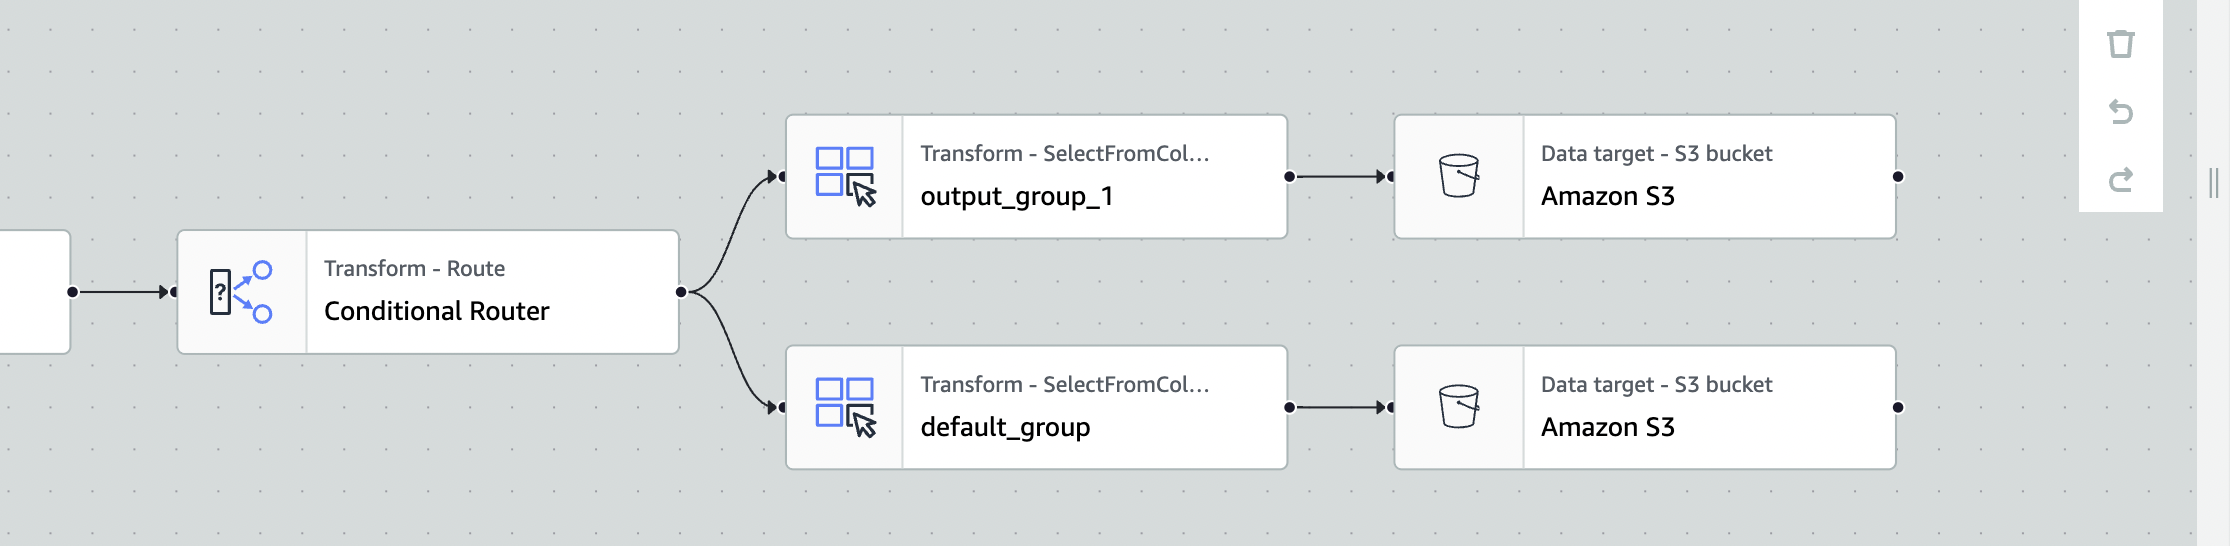 Transform - SelectFromCol...
output_group_1
Data target - S3 bucket
Amazon S3
?
Transform - Route
Conditional Router
Transform - SelectFromCol...
default_group
Data target - S3 bucket
Amazon S3